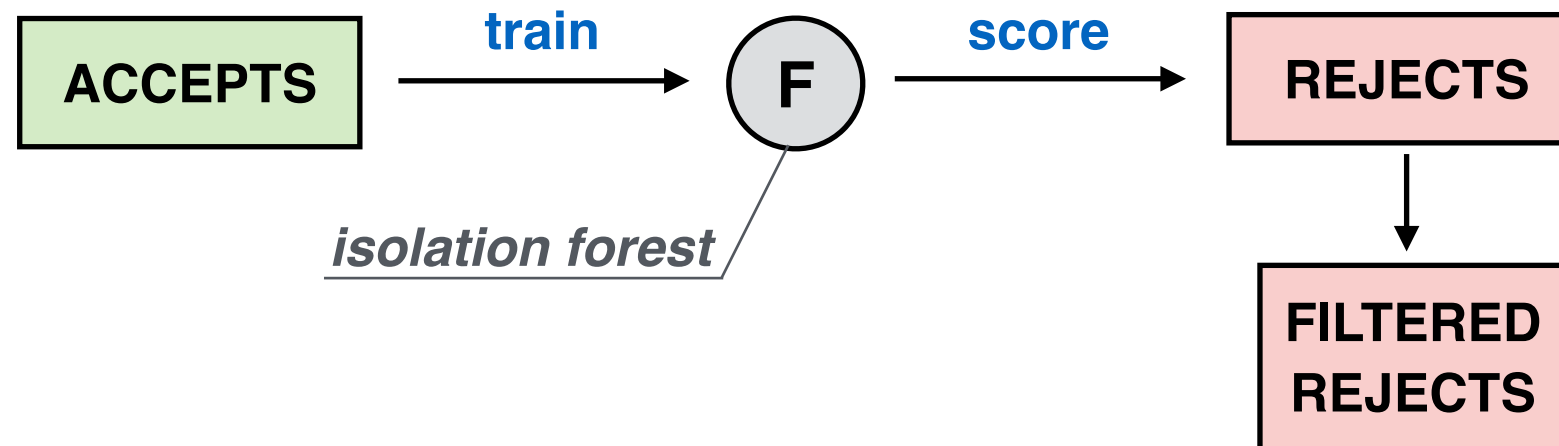 train
score
ACCEPTS
F
REJECTS
isolation forest
FILTERED
REJECTS